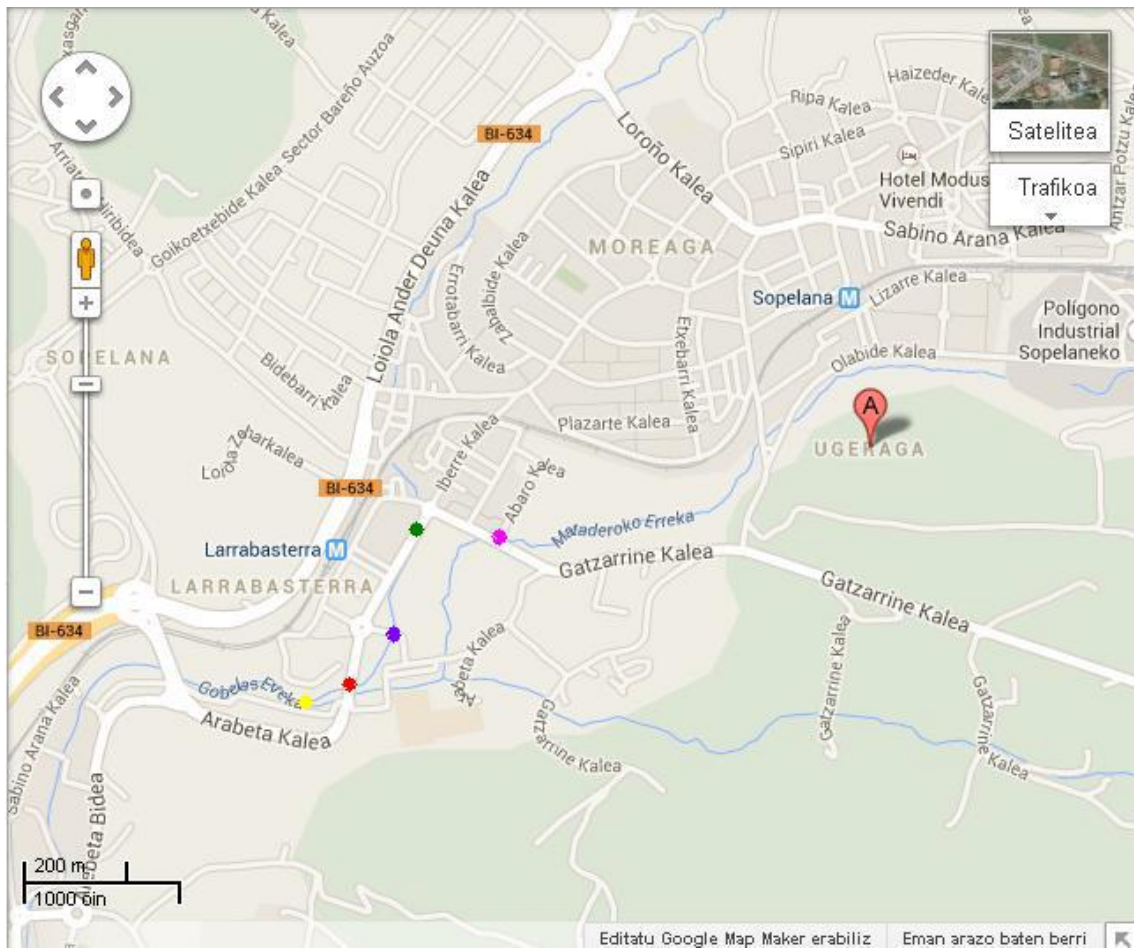 Kalea
Haizeder Kalea
Ripa Kalea
Satelitea
BI-634
Loroño Kalea
Sipiri Kalea
Hotel Modus
Vivendi
Trafikoa
Antzar Potzu Kalea
Goikoetxebide Kalea Sector Bareño Auzoa
Sabino Arana Kalea
MOREAGA
Errotabarri Kalea
Zabalbide Kalea
Loiola Ander Deuna Kalea
Sopelana M
Lizarre Kalea
Polígono
Industrial
Sopelaneko
SOPELANA
Bidebarri Kalea
Etxebarri Kalea
Olabide Kalea
A
UGERAGA
Plazarte Kalea
Iberre Kalea
Abaro Kalea
BI-634
Mataderoko Erreka
Larrabasterra M
LARRABASTERRA
Gatzarrine Kalea
Gatzarrine Kalea
BI-634
Arabeta Kalea
Gatzarrine Kalea
Gatzarrine Kalea
Gatzarrine Kalea
Arabeta Kalea
Sabino Arana Kalea
Bidea
200 m
1000 oin
Editatu Google Map Maker erabiliz
Eman arazo baten berri